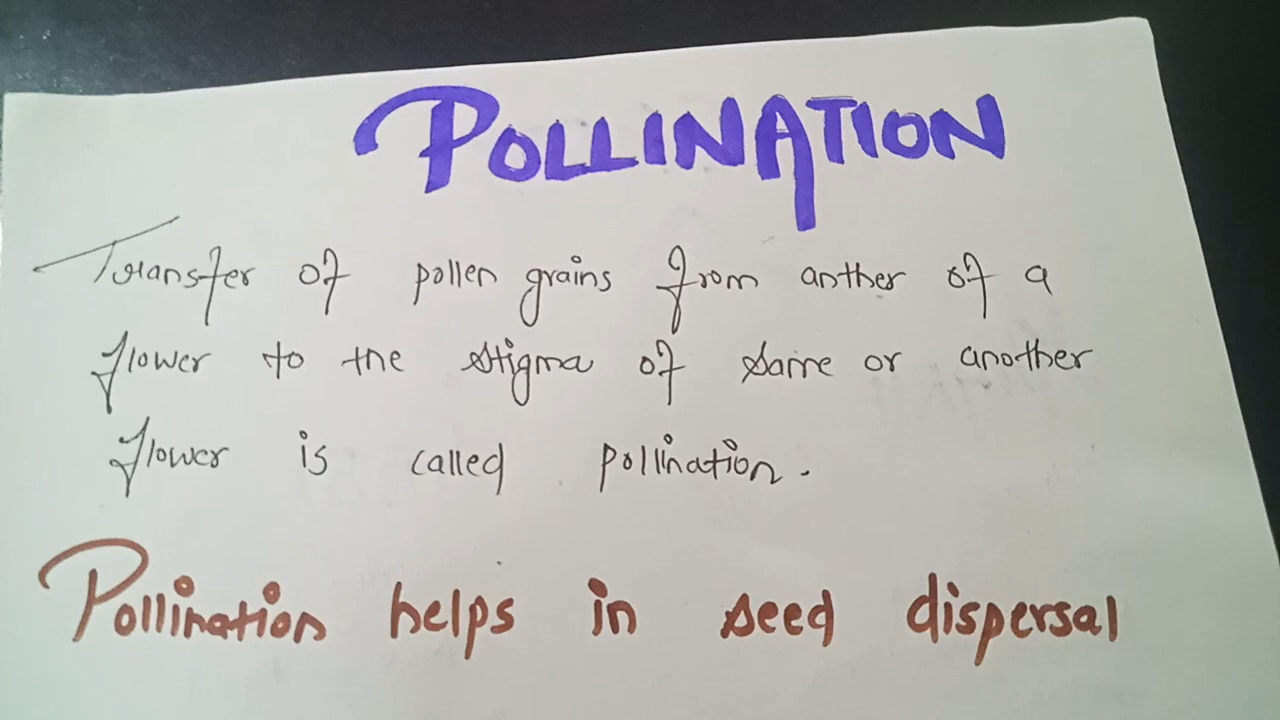 POLLINATION
Transfer of pollen grains from anther of a
flower to the stigma of same or another
flower is called pollination.
Pollination helps in seed dispersal